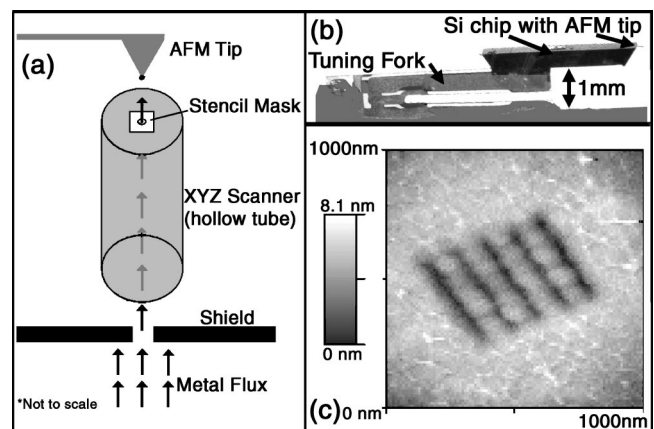 (a)
AFM Tip
Stencil Mask
XYZ Scanner
(hollow tube)
Shield
Metal Flux
*Not to scale
(b)
Si chip with AFM tip
Tuning Fork
1mm
1000nm
8.1 nm
0 nm
(c)
0 nm
1000nm